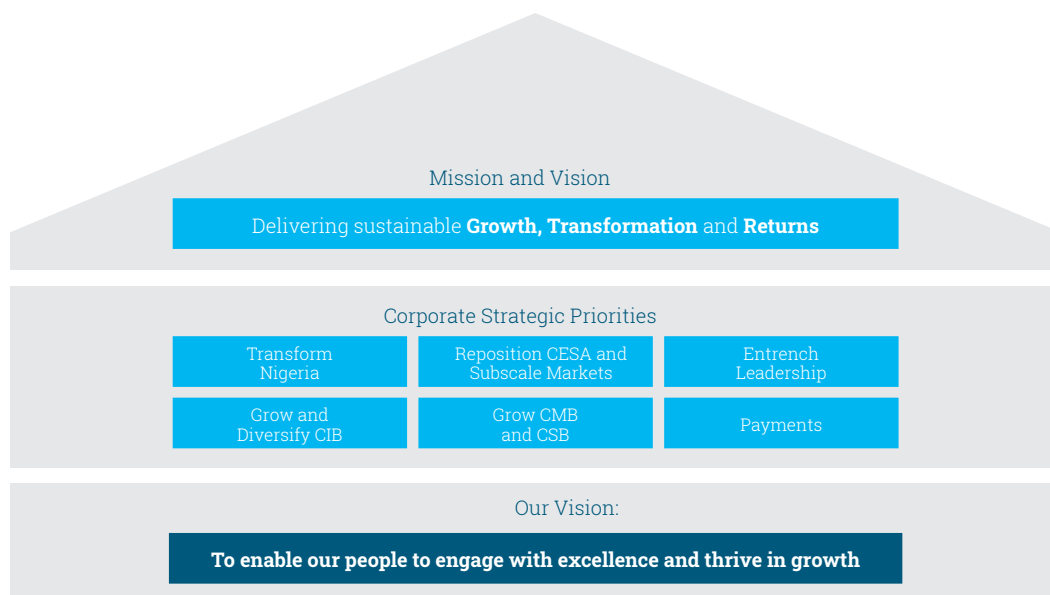 Mission and Vision
Delivering sustainable Growth, Transformation and Returns
Corporate Strategic Priorities
Transform
Nigeria
Reposition CESA and
Subscale Markets
Entrench
Leadership
Grow and
Diversify CIB
Grow CMB
and CSB
Payments
Our Vision:
To enable our people to engage with excellence and thrive in growth